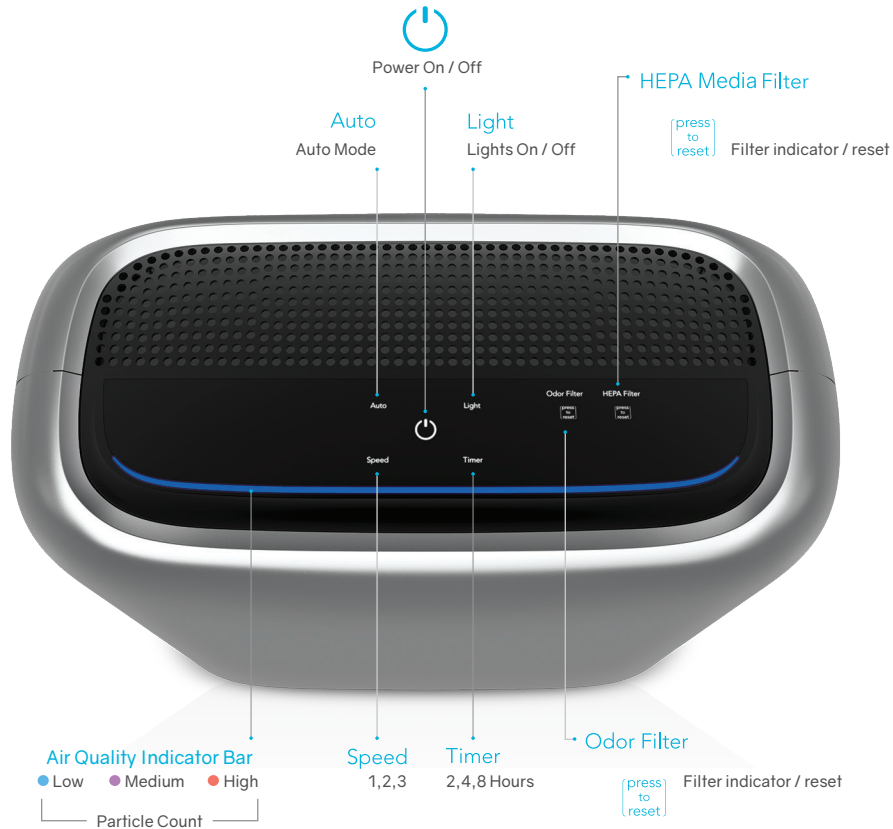 Power On / Off
HEPA Media Filter
press
to
reset
Filter indicator / reset
Auto
Auto Mode
Light
Lights On / Off
Odor Filter
HEPA Filter
press
to
reset
press
to
reset
Auto
Light
Speed
Timer
Air Quality Indicator Bar
Low
Medium
High
Particle Count
Speed
1,2,3
Timer
2,4,8 Hours
Odor Filter
press
to
reset
Filter indicator / reset